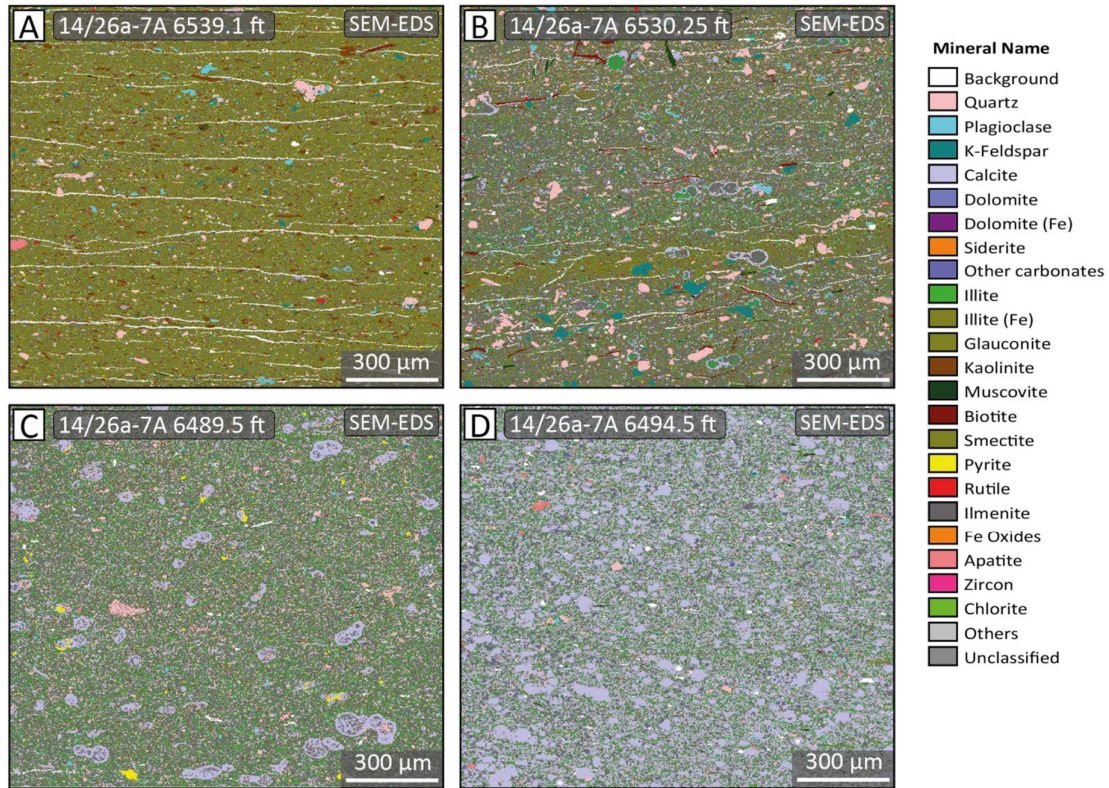 A 14/26a-7A 6539.1 ft SEM-EDS
300 µm
B 14/26a-7A 6530.25 ft SEM-EDS
300 µm
C 14/26a-7A 6489.5 ft SEM-EDS
300 µm
D 14/26a-7A 6494.5 ft SEM-EDS
300 µm
Mineral Name
Background
Quartz
Plagioclase
K-Feldspar
Calcite
Dolomite
Dolomite (Fe)
Siderite
Other carbonates
Illite
Illite (Fe)
Glauconite
Kaolinite
Muscovite
Biotite
Smectite
Pyrite
Rutile
Ilmenite
Fe Oxides
Apatite
Zircon
Chlorite
Others
Unclassified